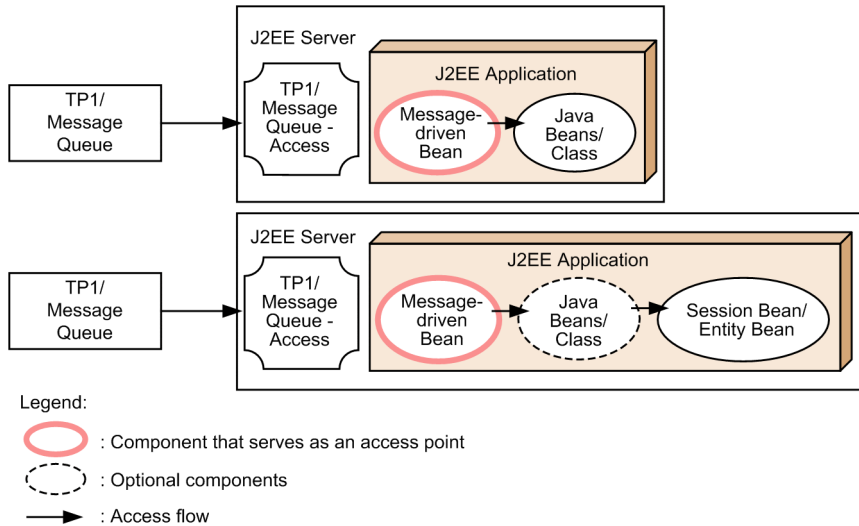 J2EE Server
J2EE Application
TP1/
Message
Queue
TP1/
Message
Queue -
Access
Message-
driven
Bean
Java
Beans/
Class
J2EE Server
J2EE Application
TP1/
Message
Queue
TP1/
Message
Queue -
Access
Message-
driven
Bean
Java
Beans/
Class
Session Bean/
Entity Bean
Legend:
: Component that serves as an access point
: Optional components
: Access flow